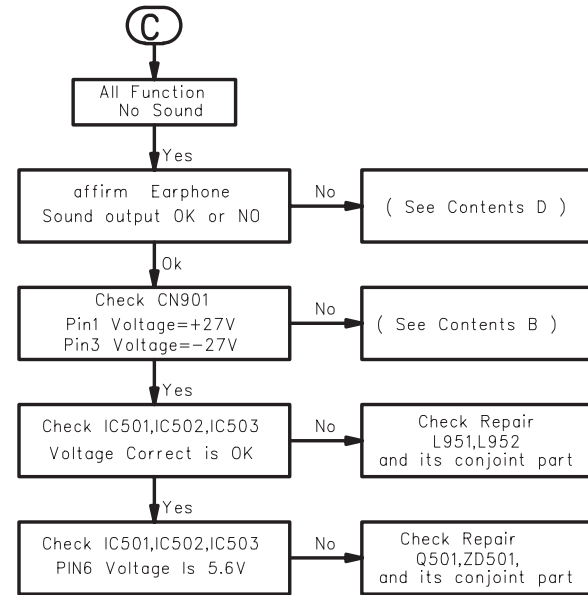 C
All Function
No Sound
Yes
affirm Earphone
Sound output OK or NO
No
( See Contents D )
Ok
Check CN901
Pin1 Voltage=+27V
Pin3 Voltage=-27V
No
( See Contents B )
Yes
Check IC501,IC502,IC503
Voltage Correct is OK
No
Check Repair
L951,L952
and its conjoint part
Yes
Check IC501,IC502,IC503
PIN6 Voltage Is 5.6V
No
Check Repair
Q501,ZD501,
and its conjoint part